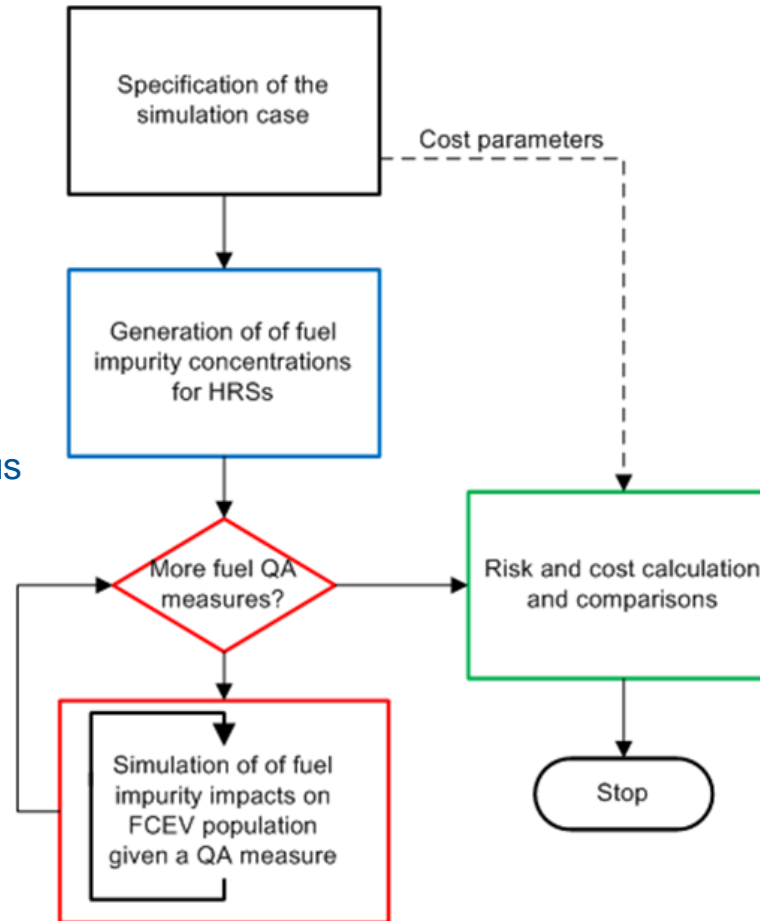 Specification of the
simulation case
Cost parameters
Generation of of fuel
impurity concentrations
for HRSs
us
More fuel QA
measures?
Risk and cost calculation
and comparisons
Simulation of of fuel
impurity impacts on
FCEV population
given a QA measure
Stop